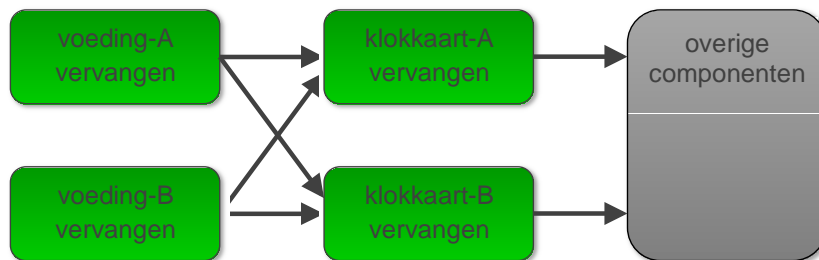 voeding-A
vervangen
klokkaart-A
vervangen
overige
componenten
voeding-B
vervangen
klokkaart-B
vervangen